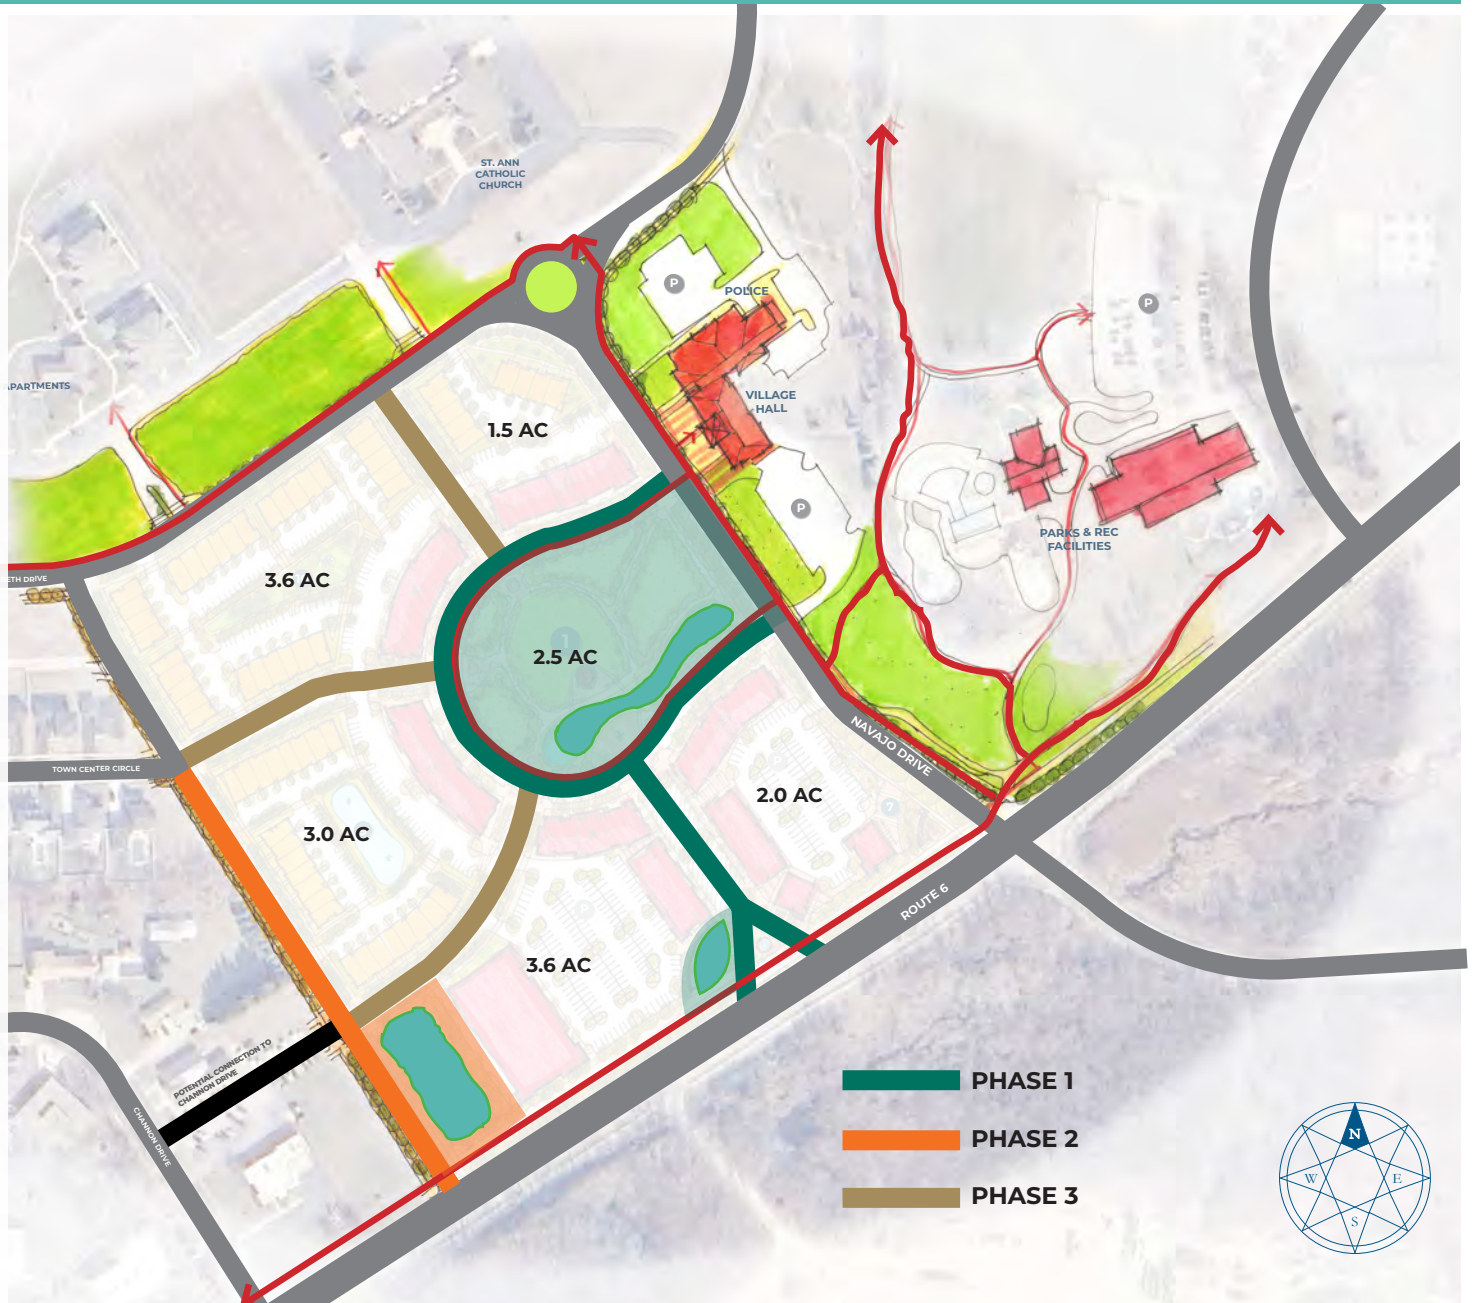 ST. ANN
CATHOLIC
CHURCH
P
POLICE
P
APARTMENTS
VILLAGE
HALL
1.5 AC
P
PARKS & REC
FACILITIES
3.6 AC
ETH DRIVE
1
2.5 AC
NAVAJO DRIVE
TOWN CENTER CIRCLE
2.0 AC
7
3.0 AC
ROUTE 6
3.6 AC
POTENTIAL CONNECTION TO
CHANNON DRIVE
CHANNON DRIVE
PHASE 1
PHASE 2
PHASE 3
N
W
E
S